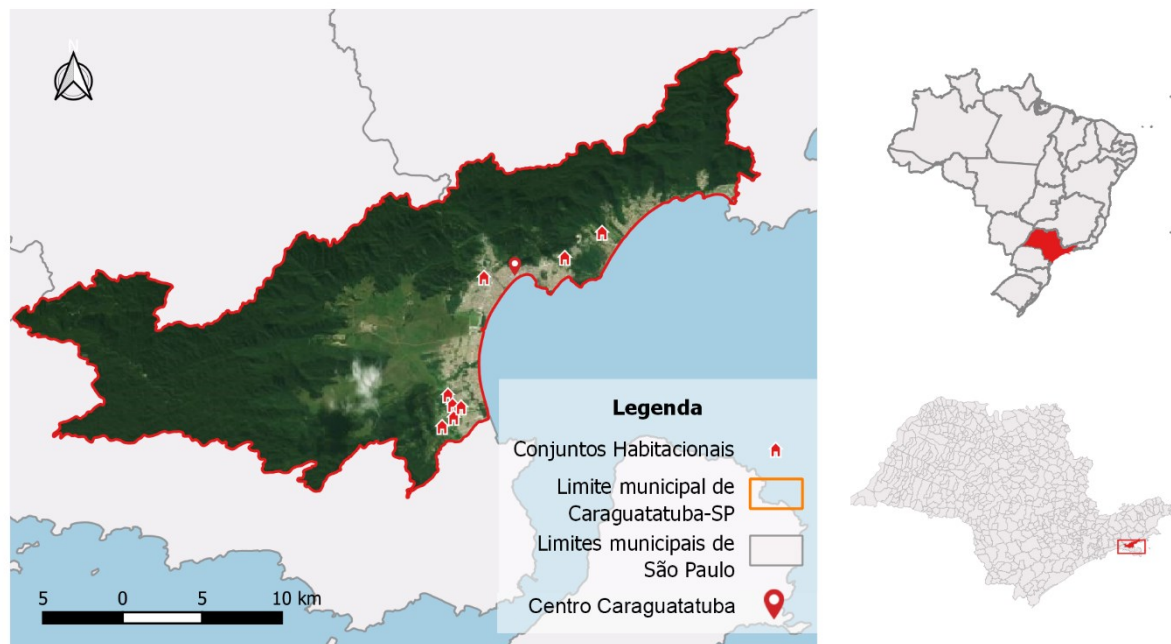 N
Legenda
Conjuntos Habitacionais
Limite municipal de
Caraguatatuba-SP
Limites municipais de
São Paulo
Centro Caraguatatuba
5 0 5 10 km